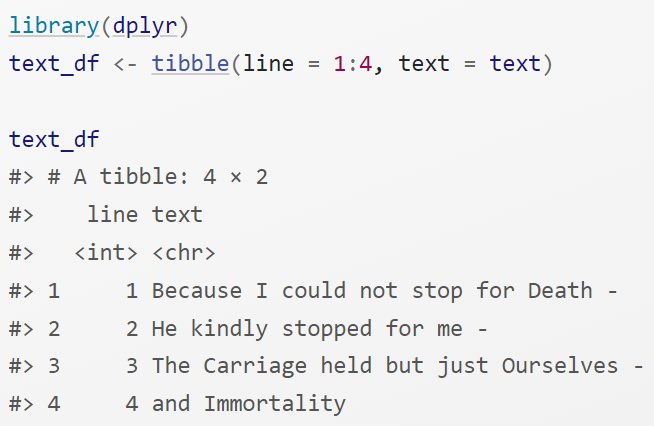 library(dplyr)
text_df <- tibble(line = 1:4, text = text)
text_df
#> # A tibble: 4 × 2
#>    line text
#>   <int> <chr>
#> 1     1 Because I could not stop for Death -
#> 2     2 He kindly stopped for me -
#> 3     3 The Carriage held but just Ourselves -
#> 4     4 and Immortality